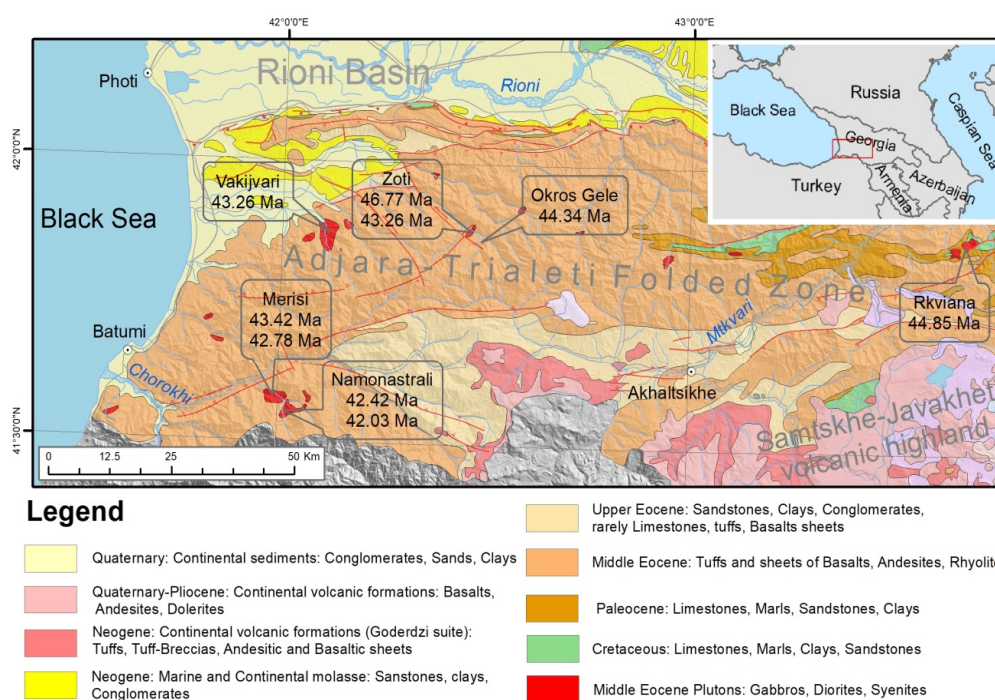 42°0'0"E
43°0'0"E
Photi
Rioni Basin
Rioni
Black Sea
Russia
Caspian Sea
Georgia
Armenia
Azerbaijan
Turkey
42°0'0"N
Vakijvari
43.26 Ma
Zoti
46.77 Ma
43.26 Ma
Okros Gele
44.34 Ma
Black Sea
Adjara-Trialeti Folded Zone
Merisi
43.42 Ma
42.78 Ma
Mtkvari
Rkviana
44.85 Ma
Batumi
Chorokhi
Namonastrali
42.42 Ma
42.03 Ma
Akhaltsikhe
41°30'0"N
Samtskhe-Javakhet
volcanic highland
0 12.5 25 50 Km
Legend
Quaternary: Continental sediments: Conglomerates, Sands, Clays
Quaternary-Pliocene: Continental volcanic formations: Basalts,
Andesites, Dolerites
Neogene: Continental volcanic formations (Goderdzi suite):
Tuffs, Tuff-Breccias, Andesitic and Basaltic sheets
Neogene: Marine and Continental molasse: Sanstones, clays,
Conglomerates
Upper Eocene: Sandstones, Clays, Conglomerates,
rarely Limestones, tuffs, Basalts sheets
Middle Eocene: Tuffs and sheets of Basalts, Andesites, Rhyolite
Paleocene: Limestones, Marls, Sandstones, Clays
Cretaceous: Limestones, Marls, Clays, Sandstones
Middle Eocene Plutons: Gabbros, Diorites, Syenites